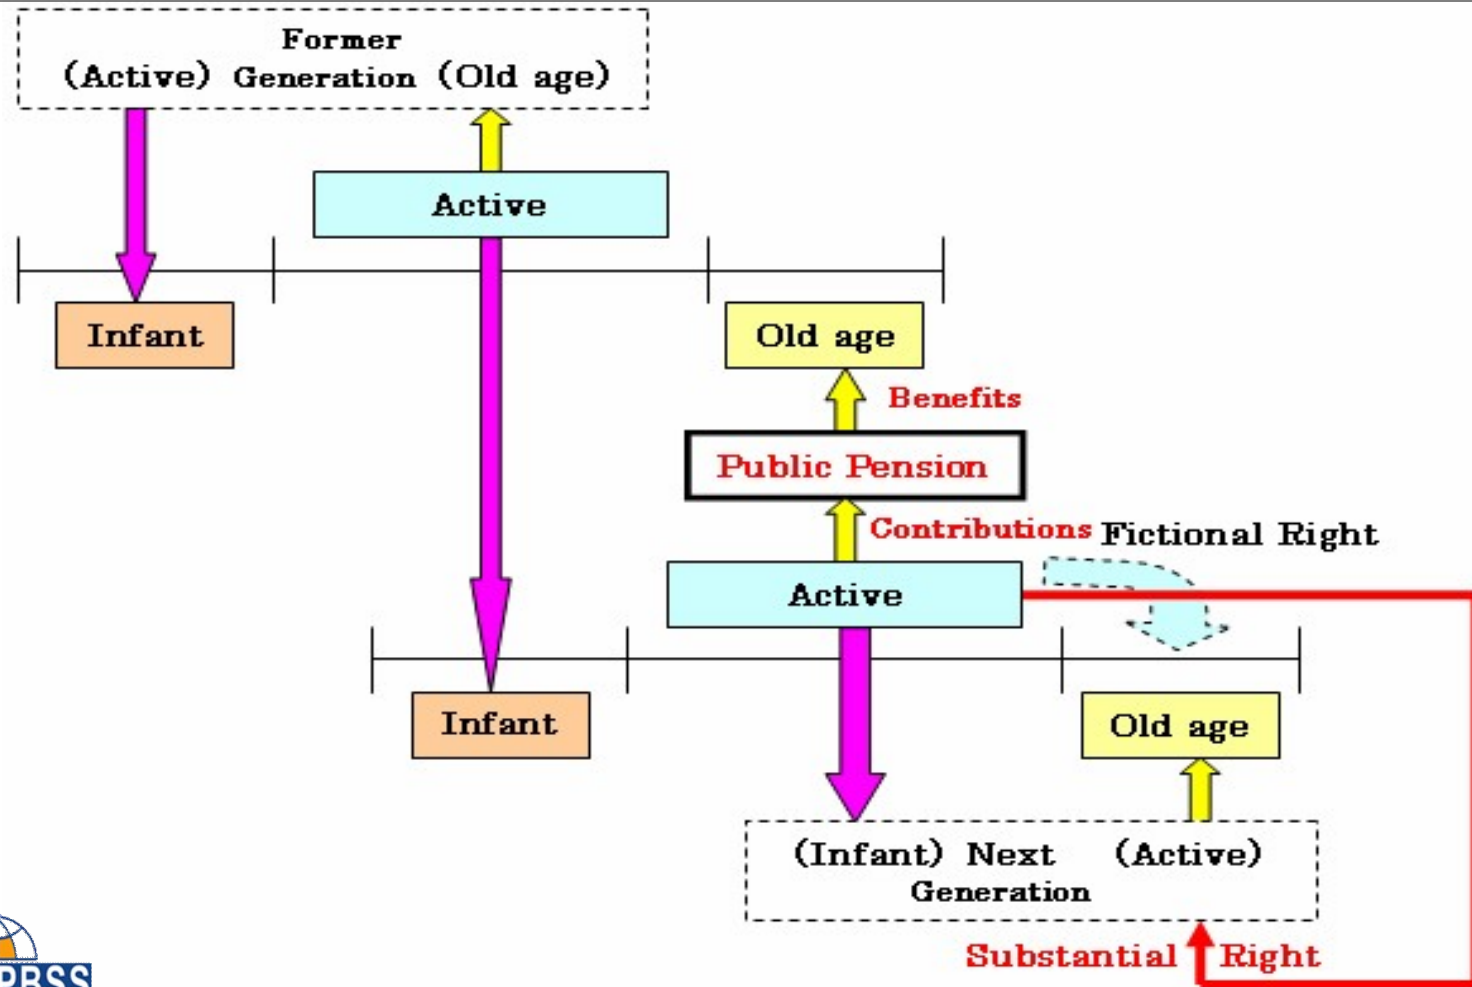 Former
(Active) Generation (Old age)
Active
Infant
Old age
Benefits
Public Pension
Contributions
Fictional Right
Active
Infant
Old age
(Infant) Next (Active)
Generation
Substantial Right
PBSS